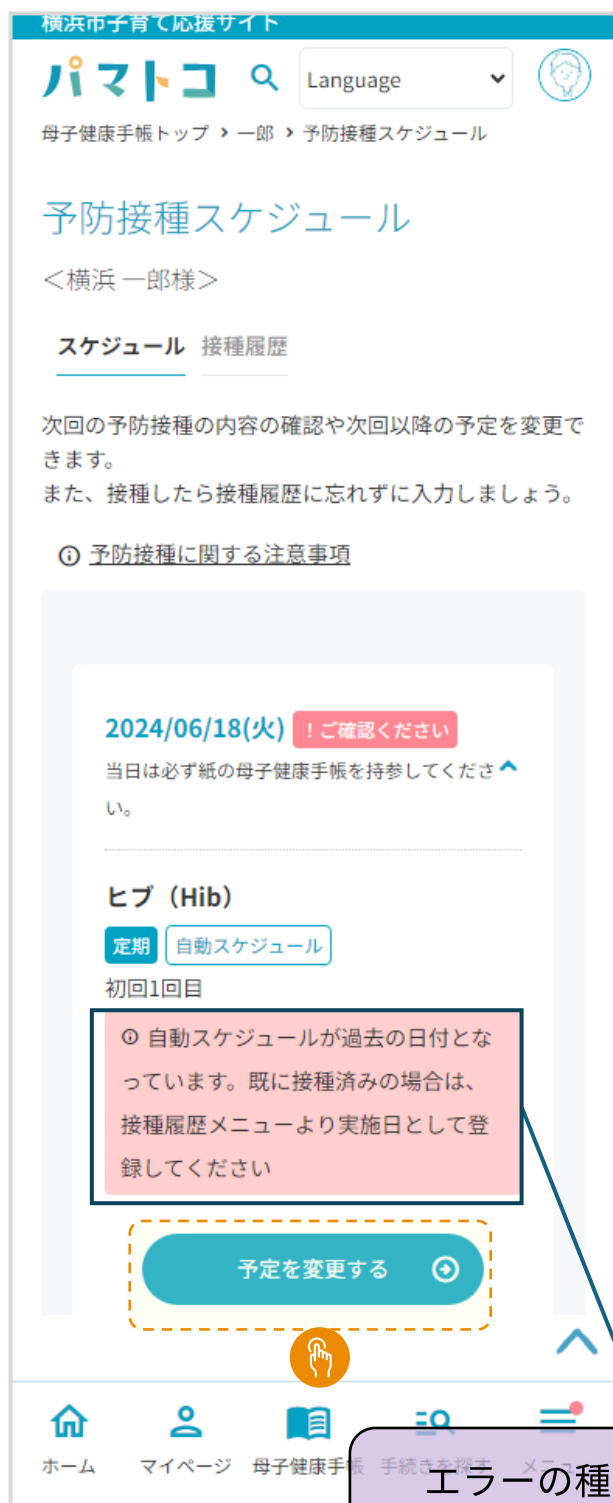 横浜市子育て応援サイト
パマトコ Language
母子健康手帳トップ > 一郎 > 予防接種スケジュール
予防接種スケジュール
＜横浜 一郎様＞
スケジュール 接種履歴
次回の予防接種の内容の確認や次回以降の予定を変更で
きます。
また、接種したら接種履歴に忘れずに入力しましょう。
予防接種に関する注意事項
2024/06/18(火) ！ご確認ください
当日は必ず紙の母子健康手帳を持参してくださ
い。
ヒブ（Hib）
定期 自動スケジュール
初回1回目
自動スケジュールが過去の日付とな
っています。既に接種済みの場合は、
接種履歴メニューより実施日として登
録してください
予定を変更する
ホーム マイページ 母子健康手帳 手続きを探す メニュー
エラーの種